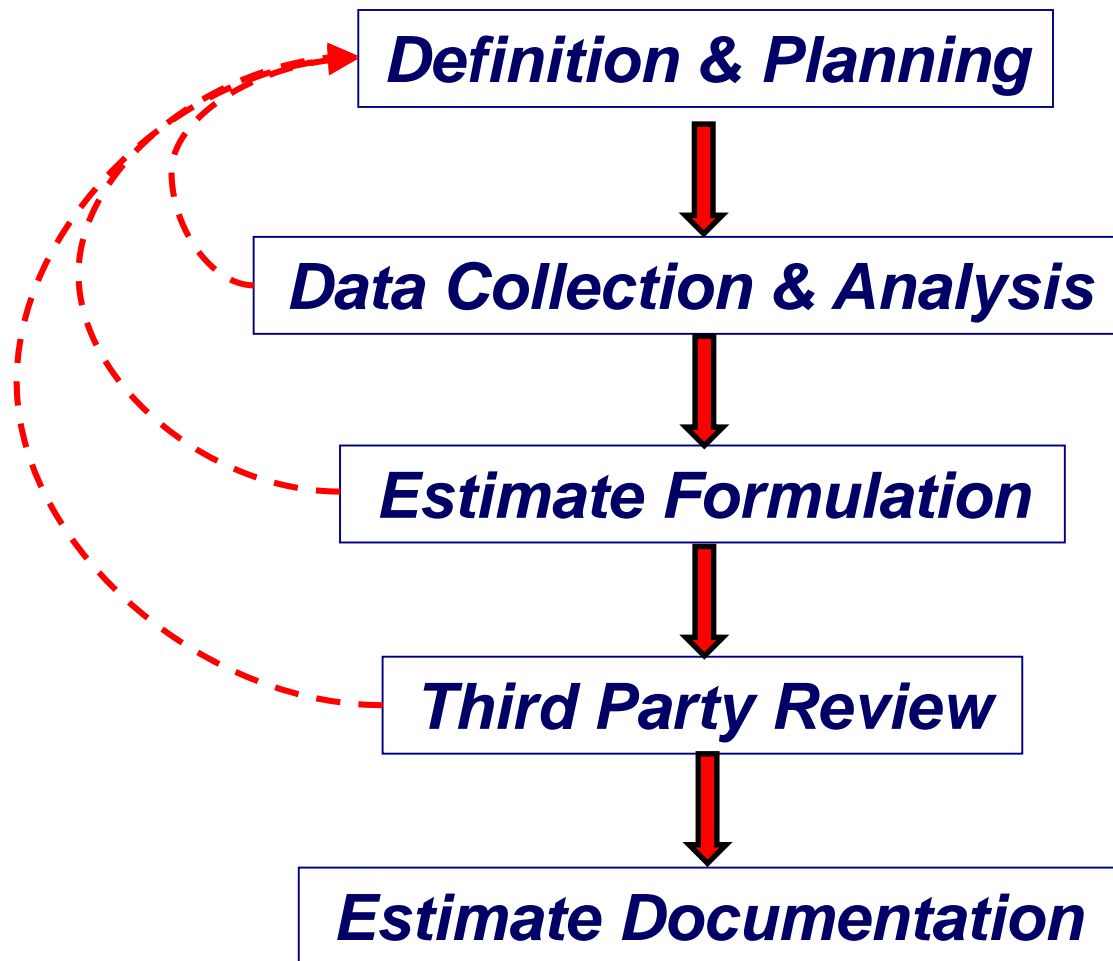 Definition & Planning
Data Collection & Analysis
Estimate Formulation
Third Party Review
Estimate Documentation